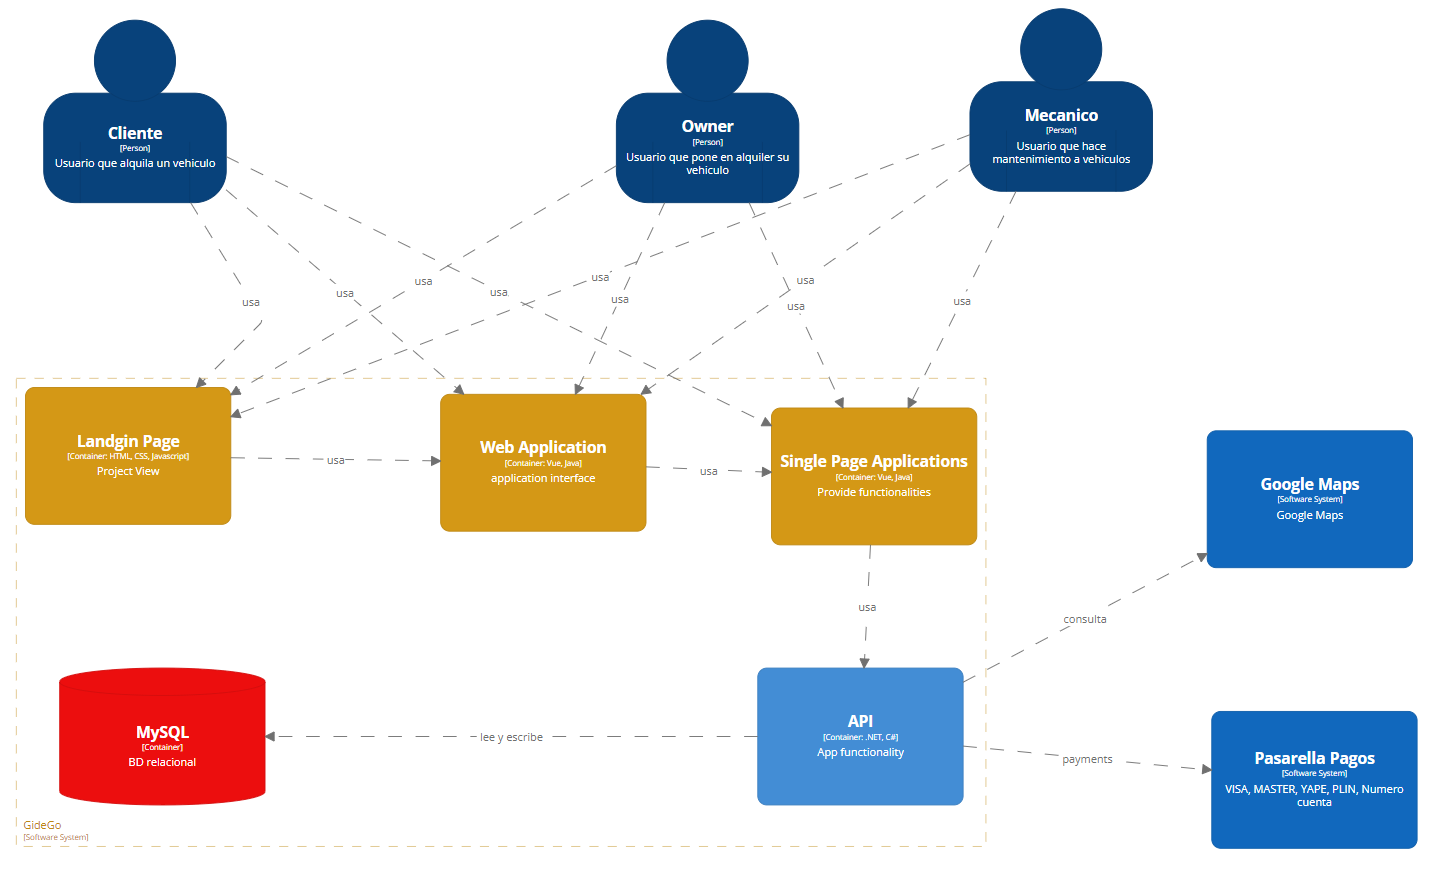 Cliente
[Person]
Usuario que alquila un vehiculo
Owner
[Person]
Usuario que pone en alquiler su
vehiculo
Mecanico
[Person]
Usuario que hace
mantenimiento a vehiculos
usa
usa
usa
usa
usa
usa
usa
usa
usa
Landgin Page
[Container: HTML, CSS, Javascript]
Project View
usa
Web Application
[Container: Vue, Java]
application interface
usa
Single Page Applications
[Container: Vue, Java]
Provide functionalities
Google Maps
[Software System]
Google Maps
usa
consulta
MySQL
[Container]
BD relacional
lee y escribe
API
[Container: .NET, C#]
App functionality
payments
Pasarella Pagos
[Software System]
VISA, MASTER, YAPE, PLIN, Numero
cuenta
GideGo
[Software System]